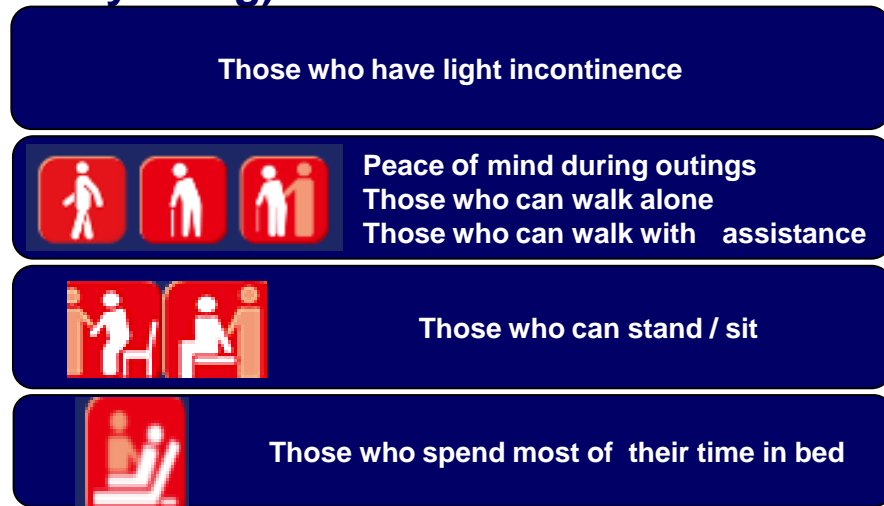 Those who have light incontinence
Peace of mind during outings
Those who can walk alone
Those who can walk with assistance
Those who can stand / sit
Those who spend most of their time in bed